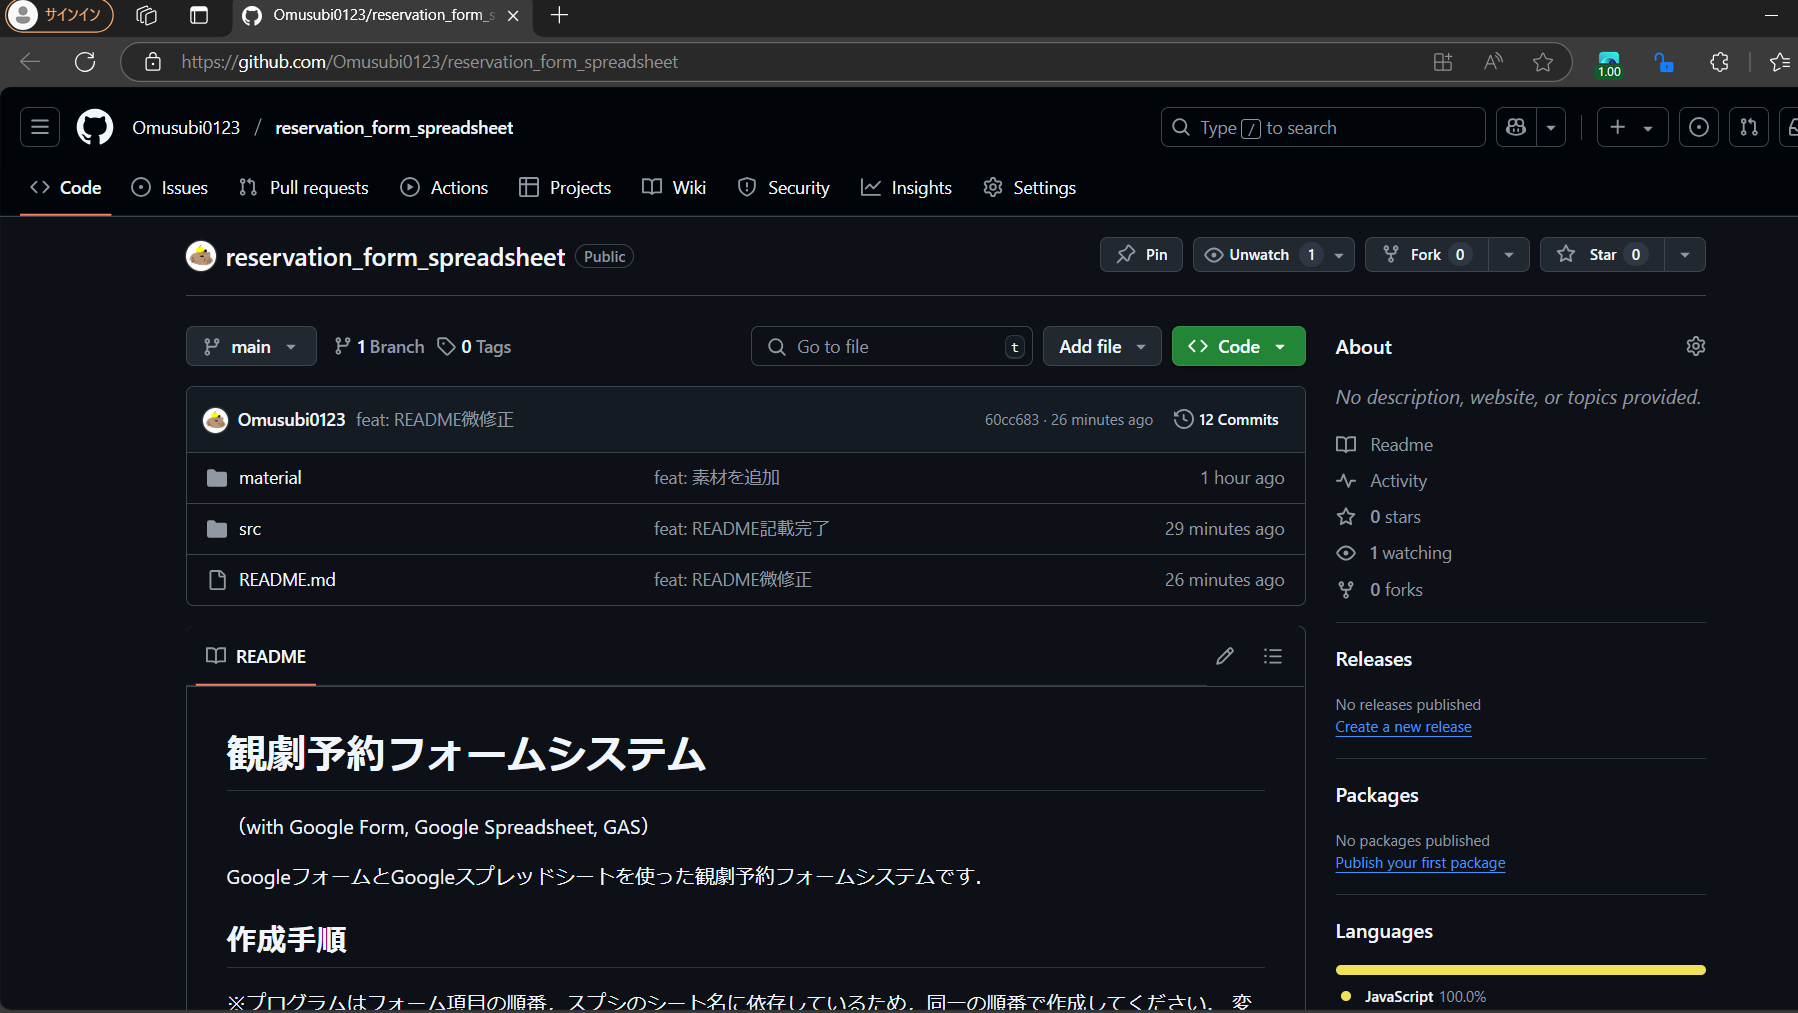 サインイン
Omusubi0123/reservation_form_s
https://github.com/Omusubi0123/reservation_form_spreadsheet
1.00
Omusubi0123 / reservation_form_spreadsheet
Type / to search
Code Issues Pull requests Actions Projects Wiki Security Insights Settings
reservation_form_spreadsheet Public
Pin Unwatch 1 Fork 0 Star 0
main 1 Branch 0 Tags Go to file t Add file Code
Omusubi0123 feat: README微修正 60cc683 · 26 minutes ago 12 Commits
material feat: 素材を追加 1 hour ago
src feat: README記載完了 29 minutes ago
README.md feat: README微修正 26 minutes ago
README
観劇予約フォームシステム
（with Google Form, Google Spreadsheet, GAS）
GoogleフォームとGoogleスプレッドシートを使った観劇予約フォームシステムです．
作成手順
※プログラムはフォーム項目の順番，スプシのシート名に依存しているため，同一の順番で作成してください．変
About
No description, website, or topics provided.
Readme
Activity
0 stars
1 watching
0 forks
Releases
No releases published
Create a new release
Packages
No packages published
Publish your first package
Languages
JavaScript 100.0%